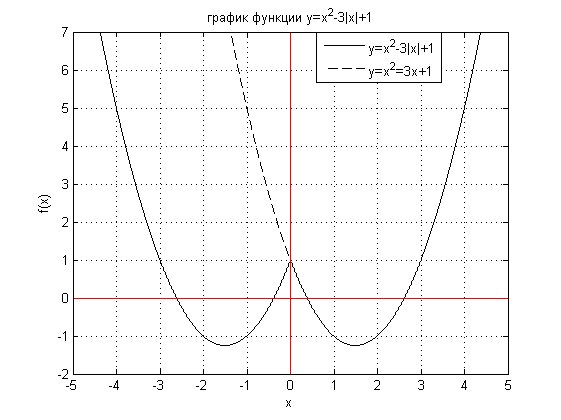 график функции y=x²-3|x|+1
y=x²-3|x|+1
y=x²=3x+1
f(x)
7
6
5
4
3
2
1
0
-1
-2
-5 -4 -3 -2 -1 0 1 2 3 4 5
x